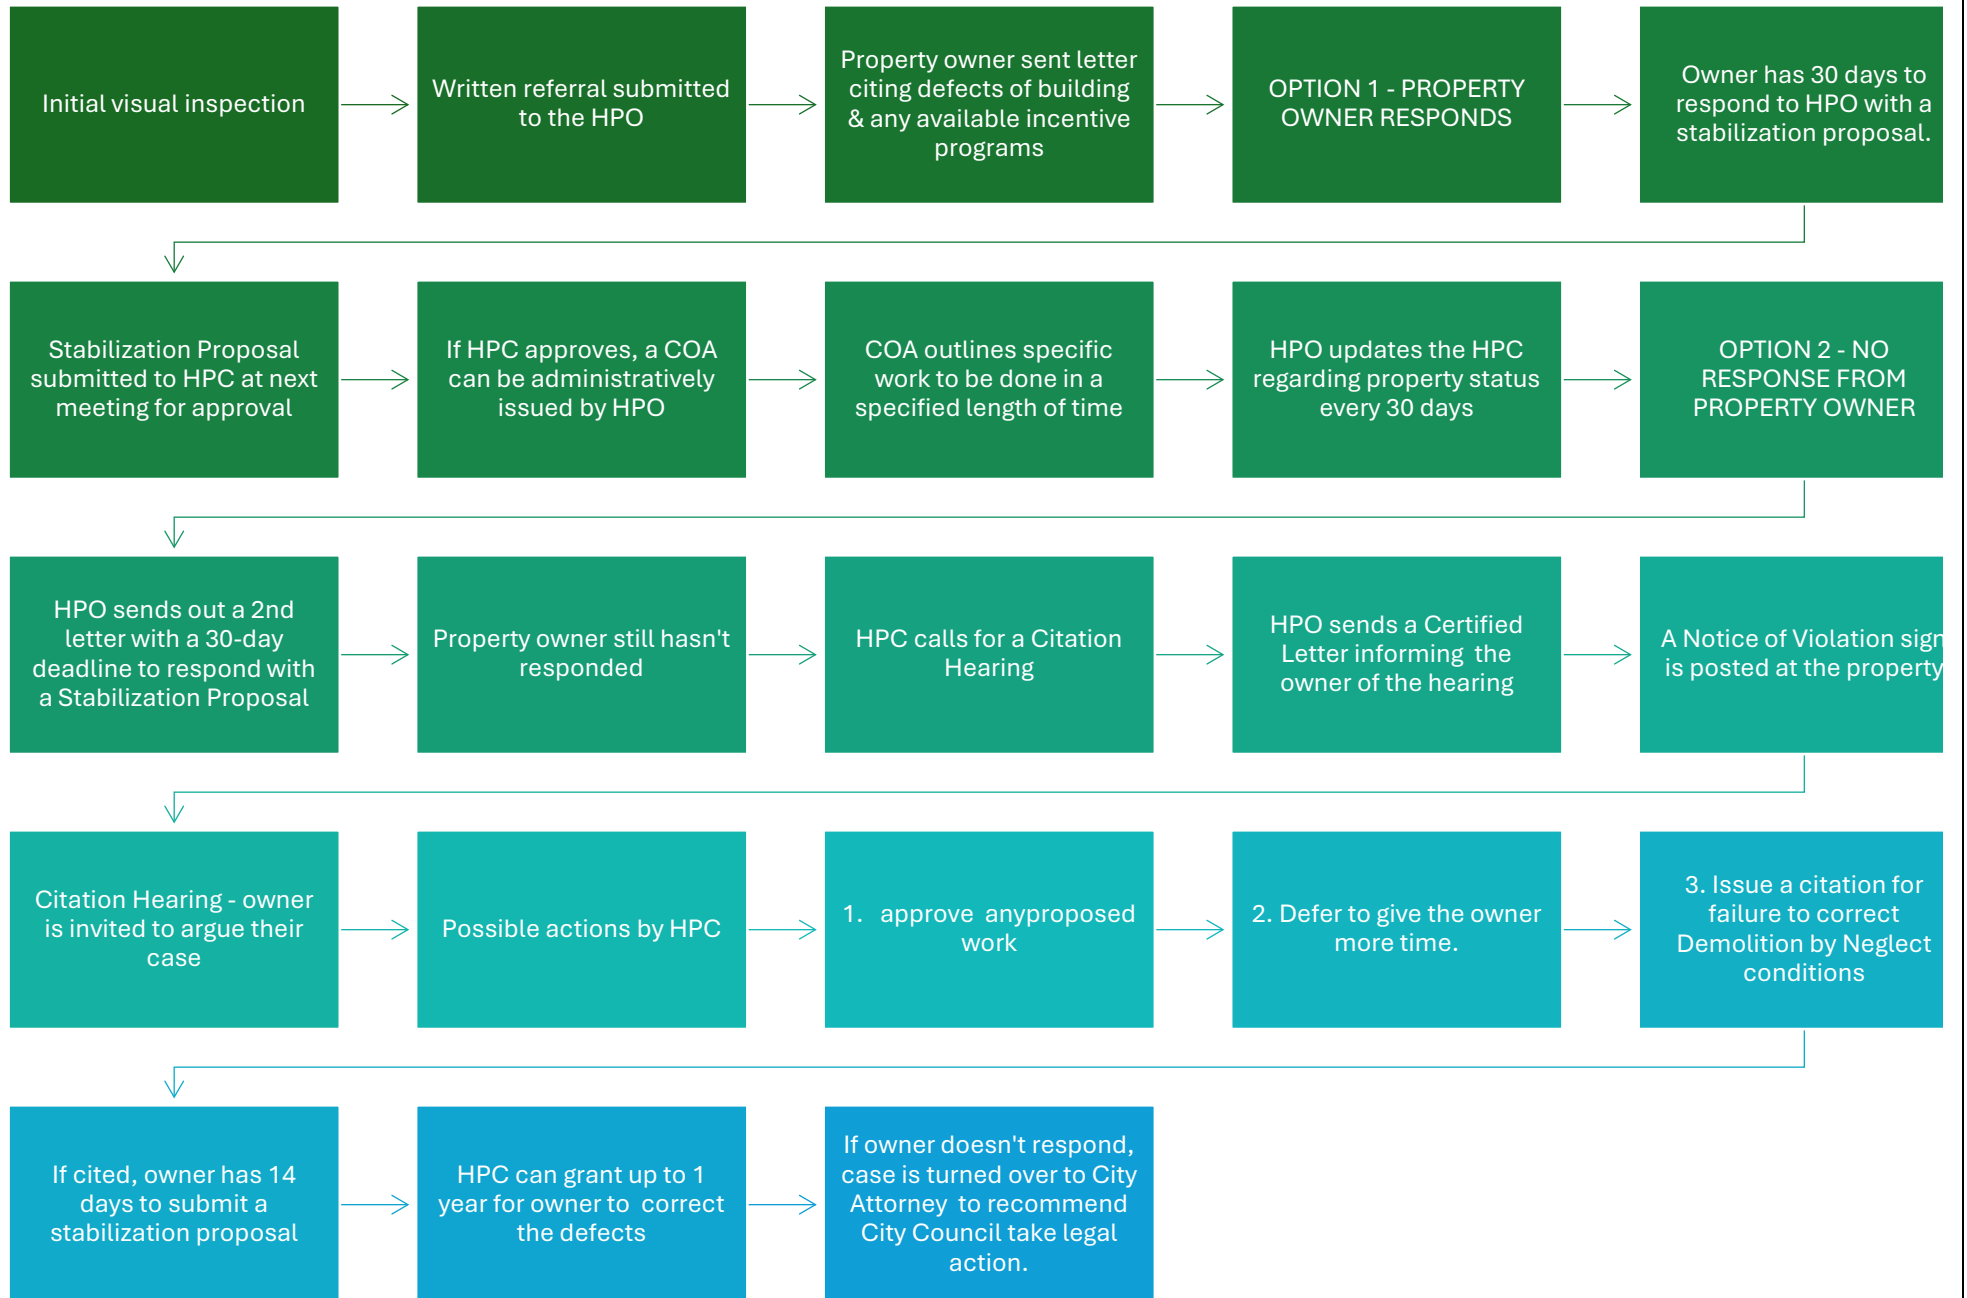 Initial visual inspection
Written referral submitted
to the HPO
Property owner sent letter
citing defects of building
& any available incentive
programs
OPTION 1 - PROPERTY
OWNER RESPONDS
Owner has 30 days to
respond to HPO with a
stabilization proposal.
Stabilization Proposal
submitted to HPC at next
meeting for approval
If HPC approves, a COA
can be administratively
issued by HPO
COA outlines specific
work to be done in a
specified length of time
HPO updates the HPC
regarding property status
every 30 days
OPTION 2 - NO
RESPONSE FROM
PROPERTY OWNER
HPO sends out a 2nd
letter with a 30-day
deadline to respond with
a Stabilization Proposal
Property owner still hasn't
responded
HPC calls for a Citation
Hearing
HPO sends a Certified
Letter informing the
owner of the hearing
A Notice of Violation sign
is posted at the property
Citation Hearing - owner
is invited to argue their
case
Possible actions by HPC
1. approve anyproposed
work
2. Defer to give the owner
more time.
3. Issue a citation for
failure to correct
Demolition by Neglect
conditions
If cited, owner has 14
days to submit a
stabilization proposal
HPC can grant up to 1
year for owner to correct
the defects
If owner doesn't respond,
case is turned over to City
Attorney to recommend
City Council take legal
action.